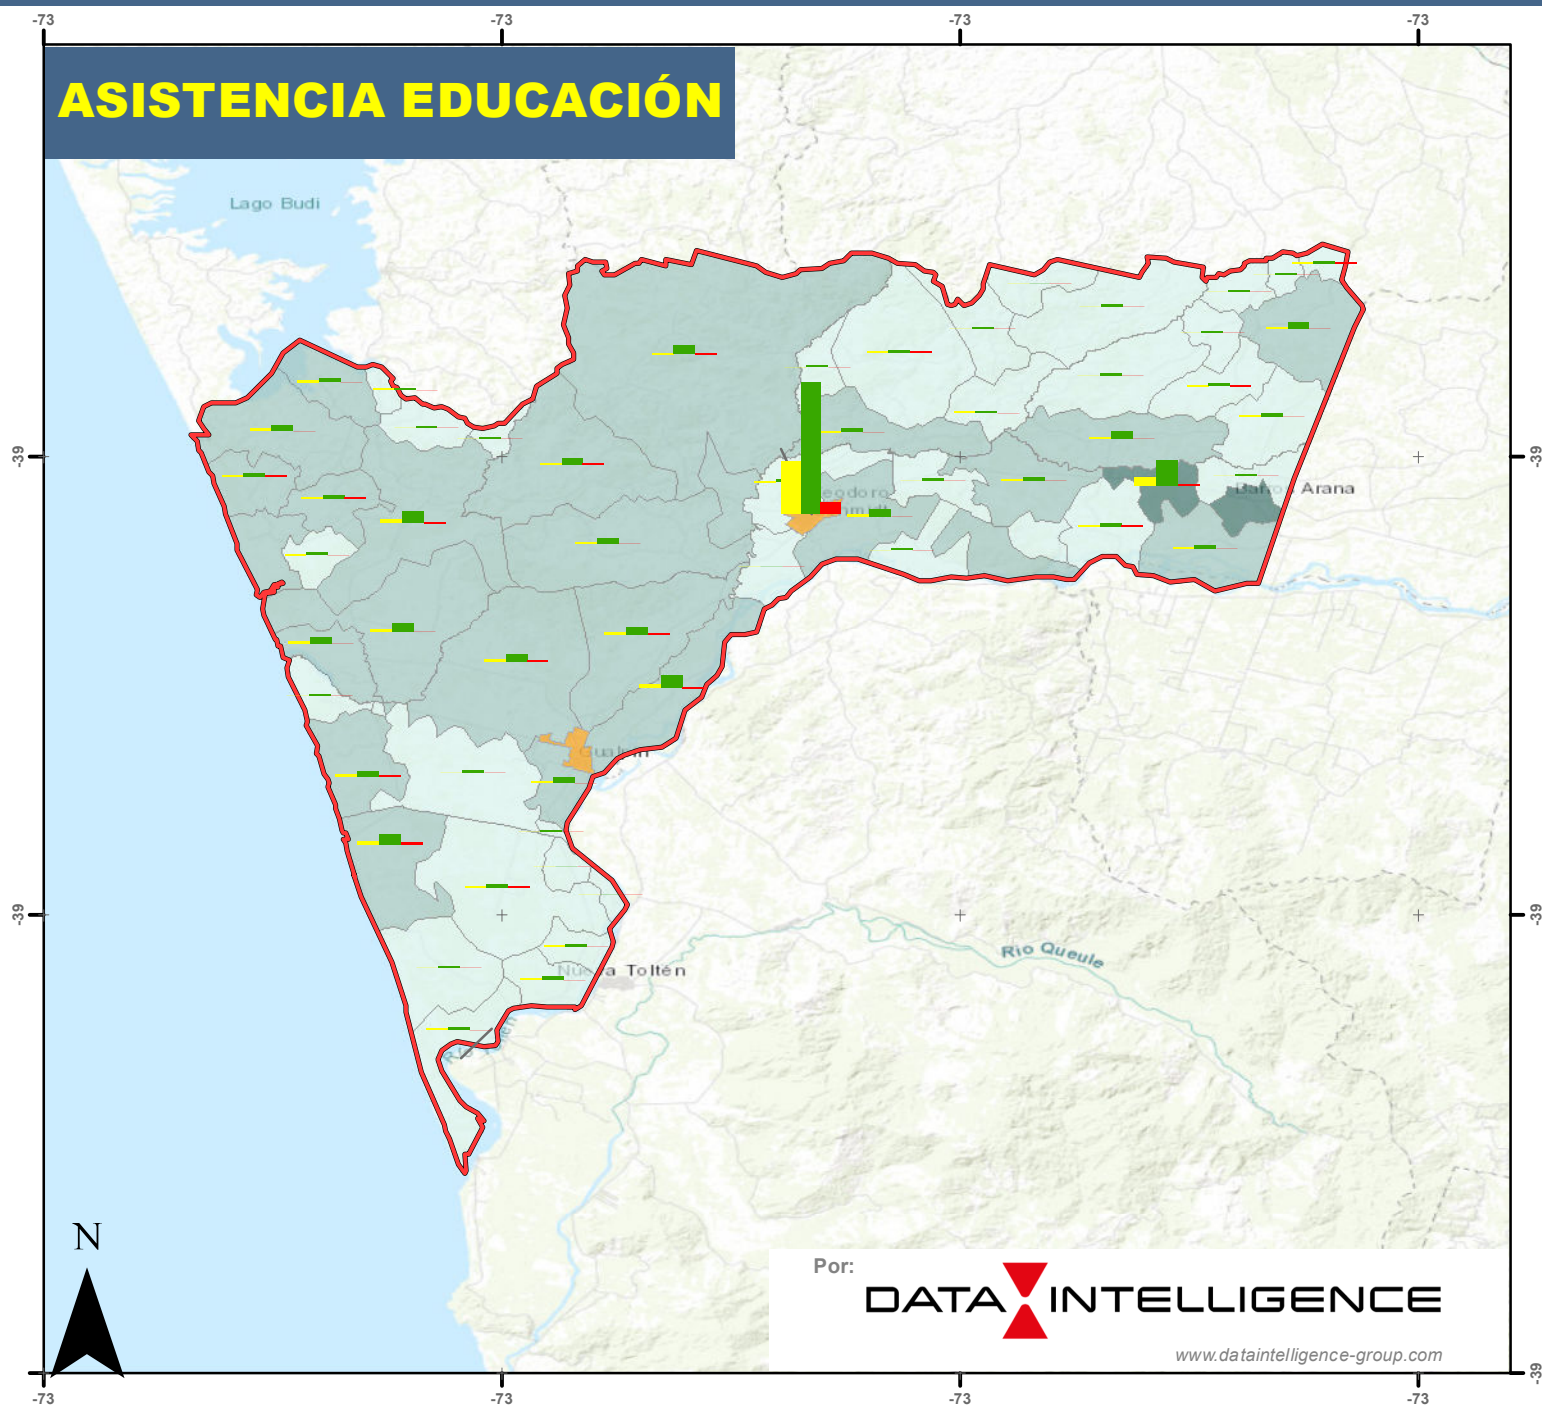 -73 -73 -73 -73
ASISTENCIA EDUCACIÓN
Lago Budi
-39 -39
Arana
-39 -39
Rio Queule
Toltén
N
Por:
DATA INTELLIGENCE
www.dataintelligence-group.com
-39
-73 -73 -73 -73